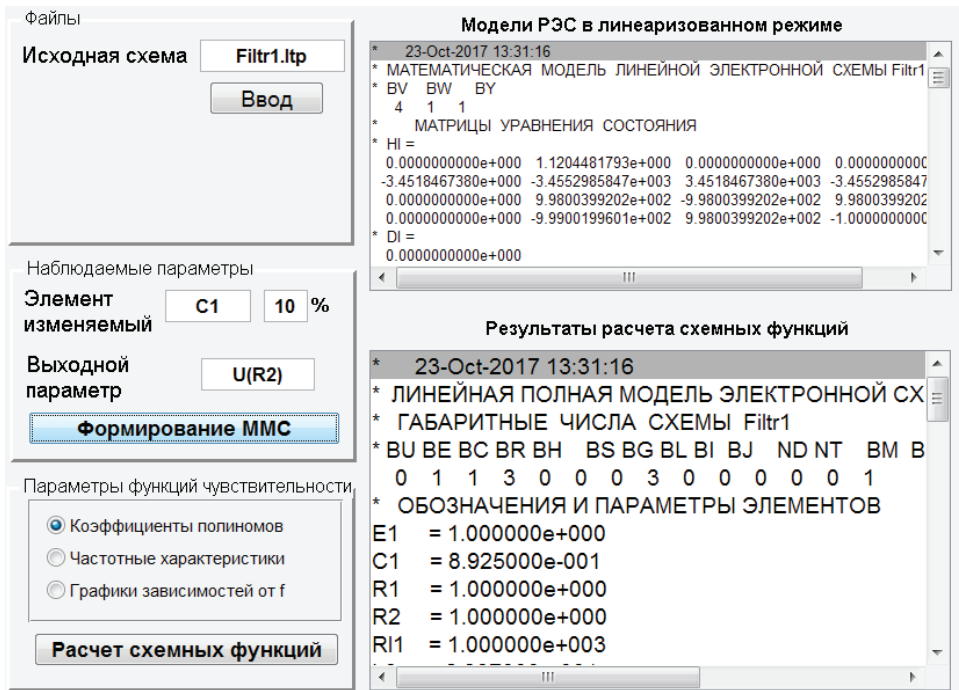 Файлы
Исходная схема Filtr1.ltp
Ввод
Наблюдаемые параметры
Элемент изменяемый C1 10 %
Выходной параметр U(R2)
Формирование ММС
Параметры функций чувствительности
Коэффициенты полиномов
Частотные характеристики
Графики зависимостей от f
Расчет схемных функций
Модели РЭС в линеаризованном режиме
* 23-Oct-2017 13:31:16
* МАТЕМАТИЧЕСКАЯ МОДЕЛЬ ЛИНЕЙНОЙ ЭЛЕКТРОННОЙ СХЕМЫ Filtr1
* BV BW BY
4 1 1
* МАТРИЦЫ УРАВНЕНИЯ СОСТОЯНИЯ
* HI =
0.0000000000e+000 1.1204481793e+000 0.0000000000e+000 0.0000000000
-3.4518467380e+000 -3.4552985847e+003 3.4518467380e+003 -3.4552985847
0.0000000000e+000 9.9800399202e+002 -9.9800399202e+002 9.9800399202
0.0000000000e+000 -9.9900199601e+002 9.9800399202e+002 -1.0000000000
* DI =
0.0000000000e+000
Результаты расчета схемных функций
* 23-Oct-2017 13:31:16
* ЛИНЕЙНАЯ ПОЛНАЯ МОДЕЛЬ ЭЛЕКТРОННОЙ СХ
* ГАБАРИТНЫЕ ЧИСЛА СХЕМЫ Filtr1
* BU BE BC BR BH BS BG BL BI BJ ND NT BM B
0 1 1 3 0 0 0 3 0 0 0 0 0 1
* ОБОЗНАЧЕНИЯ И ПАРАМЕТРЫ ЭЛЕМЕНТОВ
E1 = 1.000000e+000
C1 = 8.925000e-001
R1 = 1.000000e+000
R2 = 1.000000e+000
RI1 = 1.000000e+003